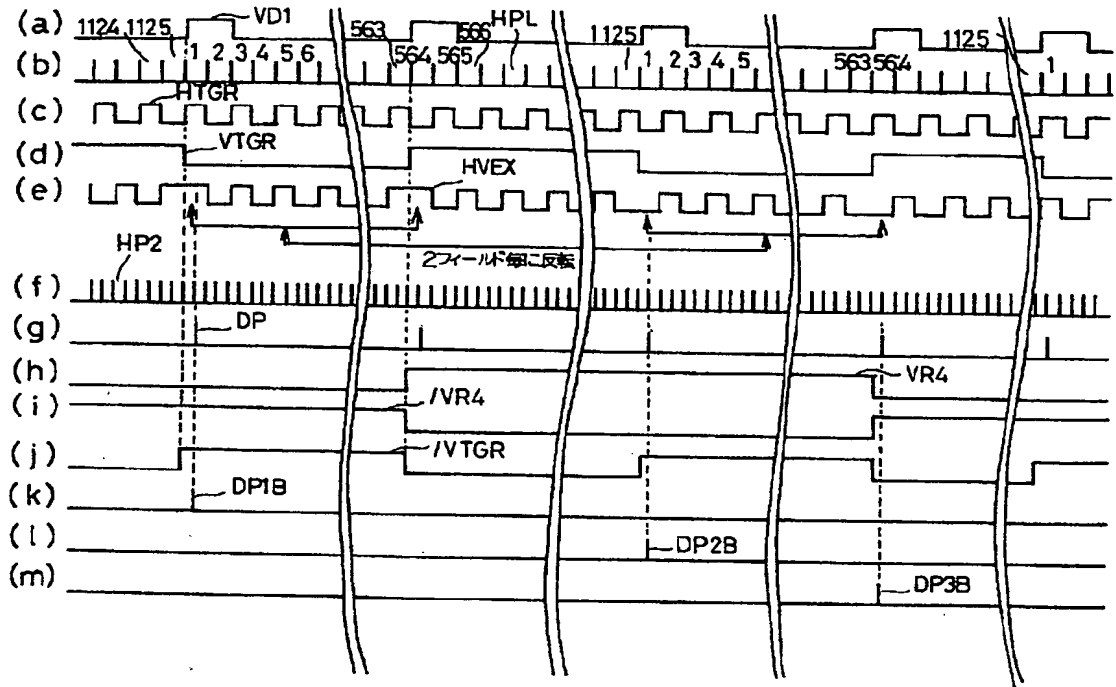 (a) VD1
1124 1125 563 566 HPL 1125 1125
(b) 1 2 3 4 5 6 564 565 1 2 3 4 5 563 564 1
(c) HTGR
(d) VTGR
(e) HVEX
2フィールド毎に反転
HP2
(f)
(g) DP
(h) VR4
(i) /VR4
(j) /VTGR
(k) DP1B
(l) DP2B
(m) DP3B